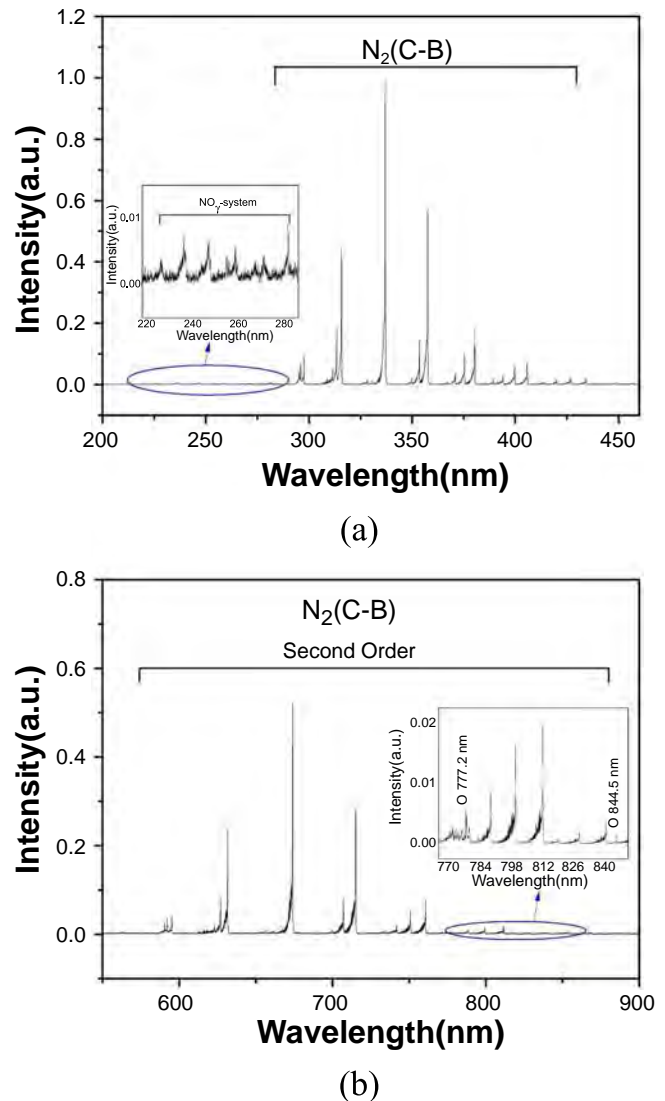 1.2
1.0
0.8
0.6
0.4
0.2
0.0
Intensity(a.u.)
N₂(C-B)
NOγ-system
0.01
0.00
Intensity(a.u.)
220 240 260 280
Wavelength(nm)
200 250 300 350 400 450
Wavelength(nm)
(a)
0.8
0.6
0.4
0.2
0.0
Intensity(a.u.)
N₂(C-B)
Second Order
0.02
0.01
0.00
Intensity(a.u.)
O 777.2 nm
O 844.5 nm
770 784 798 812 826 840
Wavelength(nm)
600 700 800 900
Wavelength(nm)
(b)